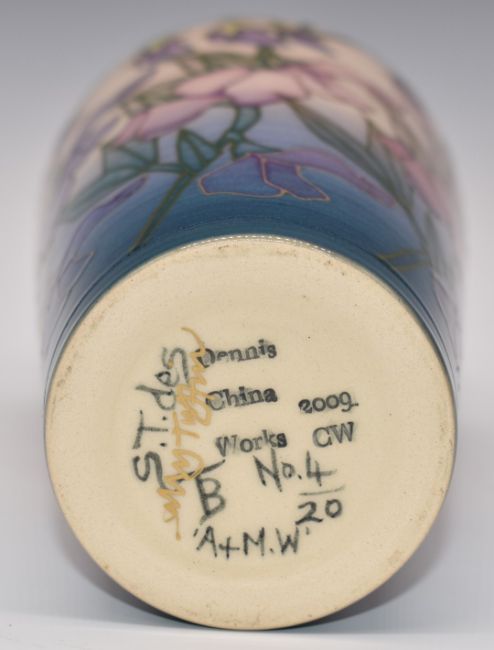 Dennis
China 2009.
Works CW
S.T. des
B
No. 4/20
'A+M.W'